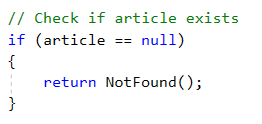 // Check if article exists
if (article == null)
{
    return NotFound();
}